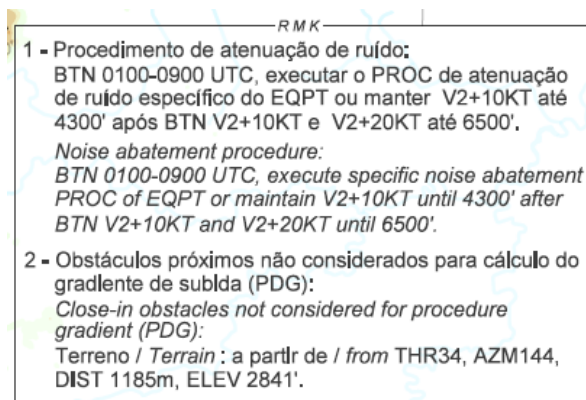 RMK
1 - Procedimento de atenuação de ruído:
BTN 0100-0900 UTC, executar o PROC de atenuação
de ruído específico do EQPT ou manter V2+10KT até
4300' após BTN V2+10KT e V2+20KT até 6500'.
Noise abatement procedure:
BTN 0100-0900 UTC, execute specific noise abatement
PROC of EQPT or maintain V2+10KT until 4300' after
BTN V2+10KT and V2+20KT until 6500'.
2 - Obstáculos próximos não considerados para cálculo do
gradiente de subida (PDG):
Close-in obstacles not considered for procedure
gradient (PDG):
Terreno / Terrain : a partir de / from THR34, AZM144,
DIST 1185m, ELEV 2841'.